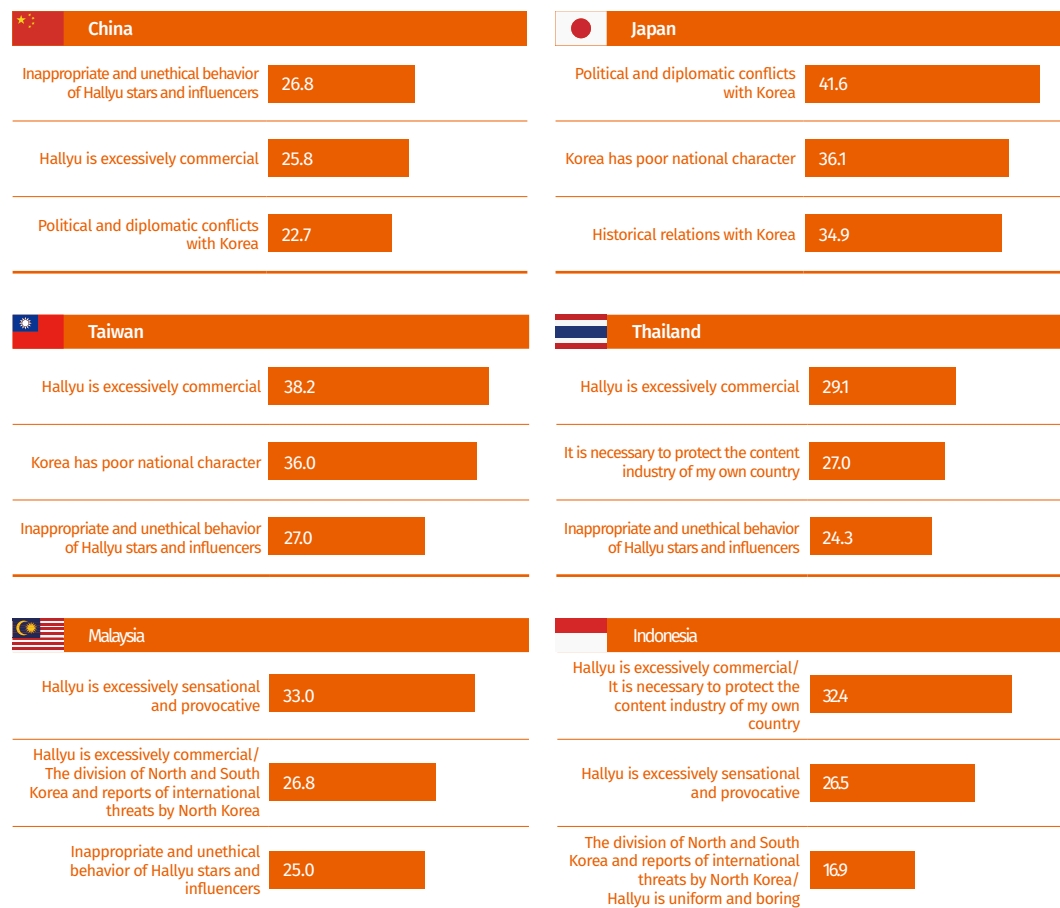 China
Inappropriate and unethical behavior
of Hallyu stars and influencers
26.8
Hallyu is excessively commercial
25.8
Political and diplomatic conflicts
with Korea
22.7
Japan
Political and diplomatic conflicts
with Korea
41.6
Korea has poor national character
36.1
Historical relations with Korea
34.9
Taiwan
Hallyu is excessively commercial
38.2
Korea has poor national character
36.0
Inappropriate and unethical behavior
of Hallyu stars and influencers
27.0
Thailand
Hallyu is excessively commercial
29.1
It is necessary to protect the content
industry of my own country
27.0
Inappropriate and unethical behavior
of Hallyu stars and influencers
24.3
Malaysia
Hallyu is excessively sensational
and provocative
33.0
Hallyu is excessively commercial/
The division of North and South
Korea and reports of international
threats by North Korea
26.8
Inappropriate and unethical
behavior of Hallyu stars and
influencers
25.0
Indonesia
Hallyu is excessively commercial/
It is necessary to protect the
content industry of my own
country
32.4
Hallyu is excessively sensational
and provocative
26.5
The division of North and South
Korea and reports of international
threats by North Korea/
Hallyu is uniform and boring
16.9